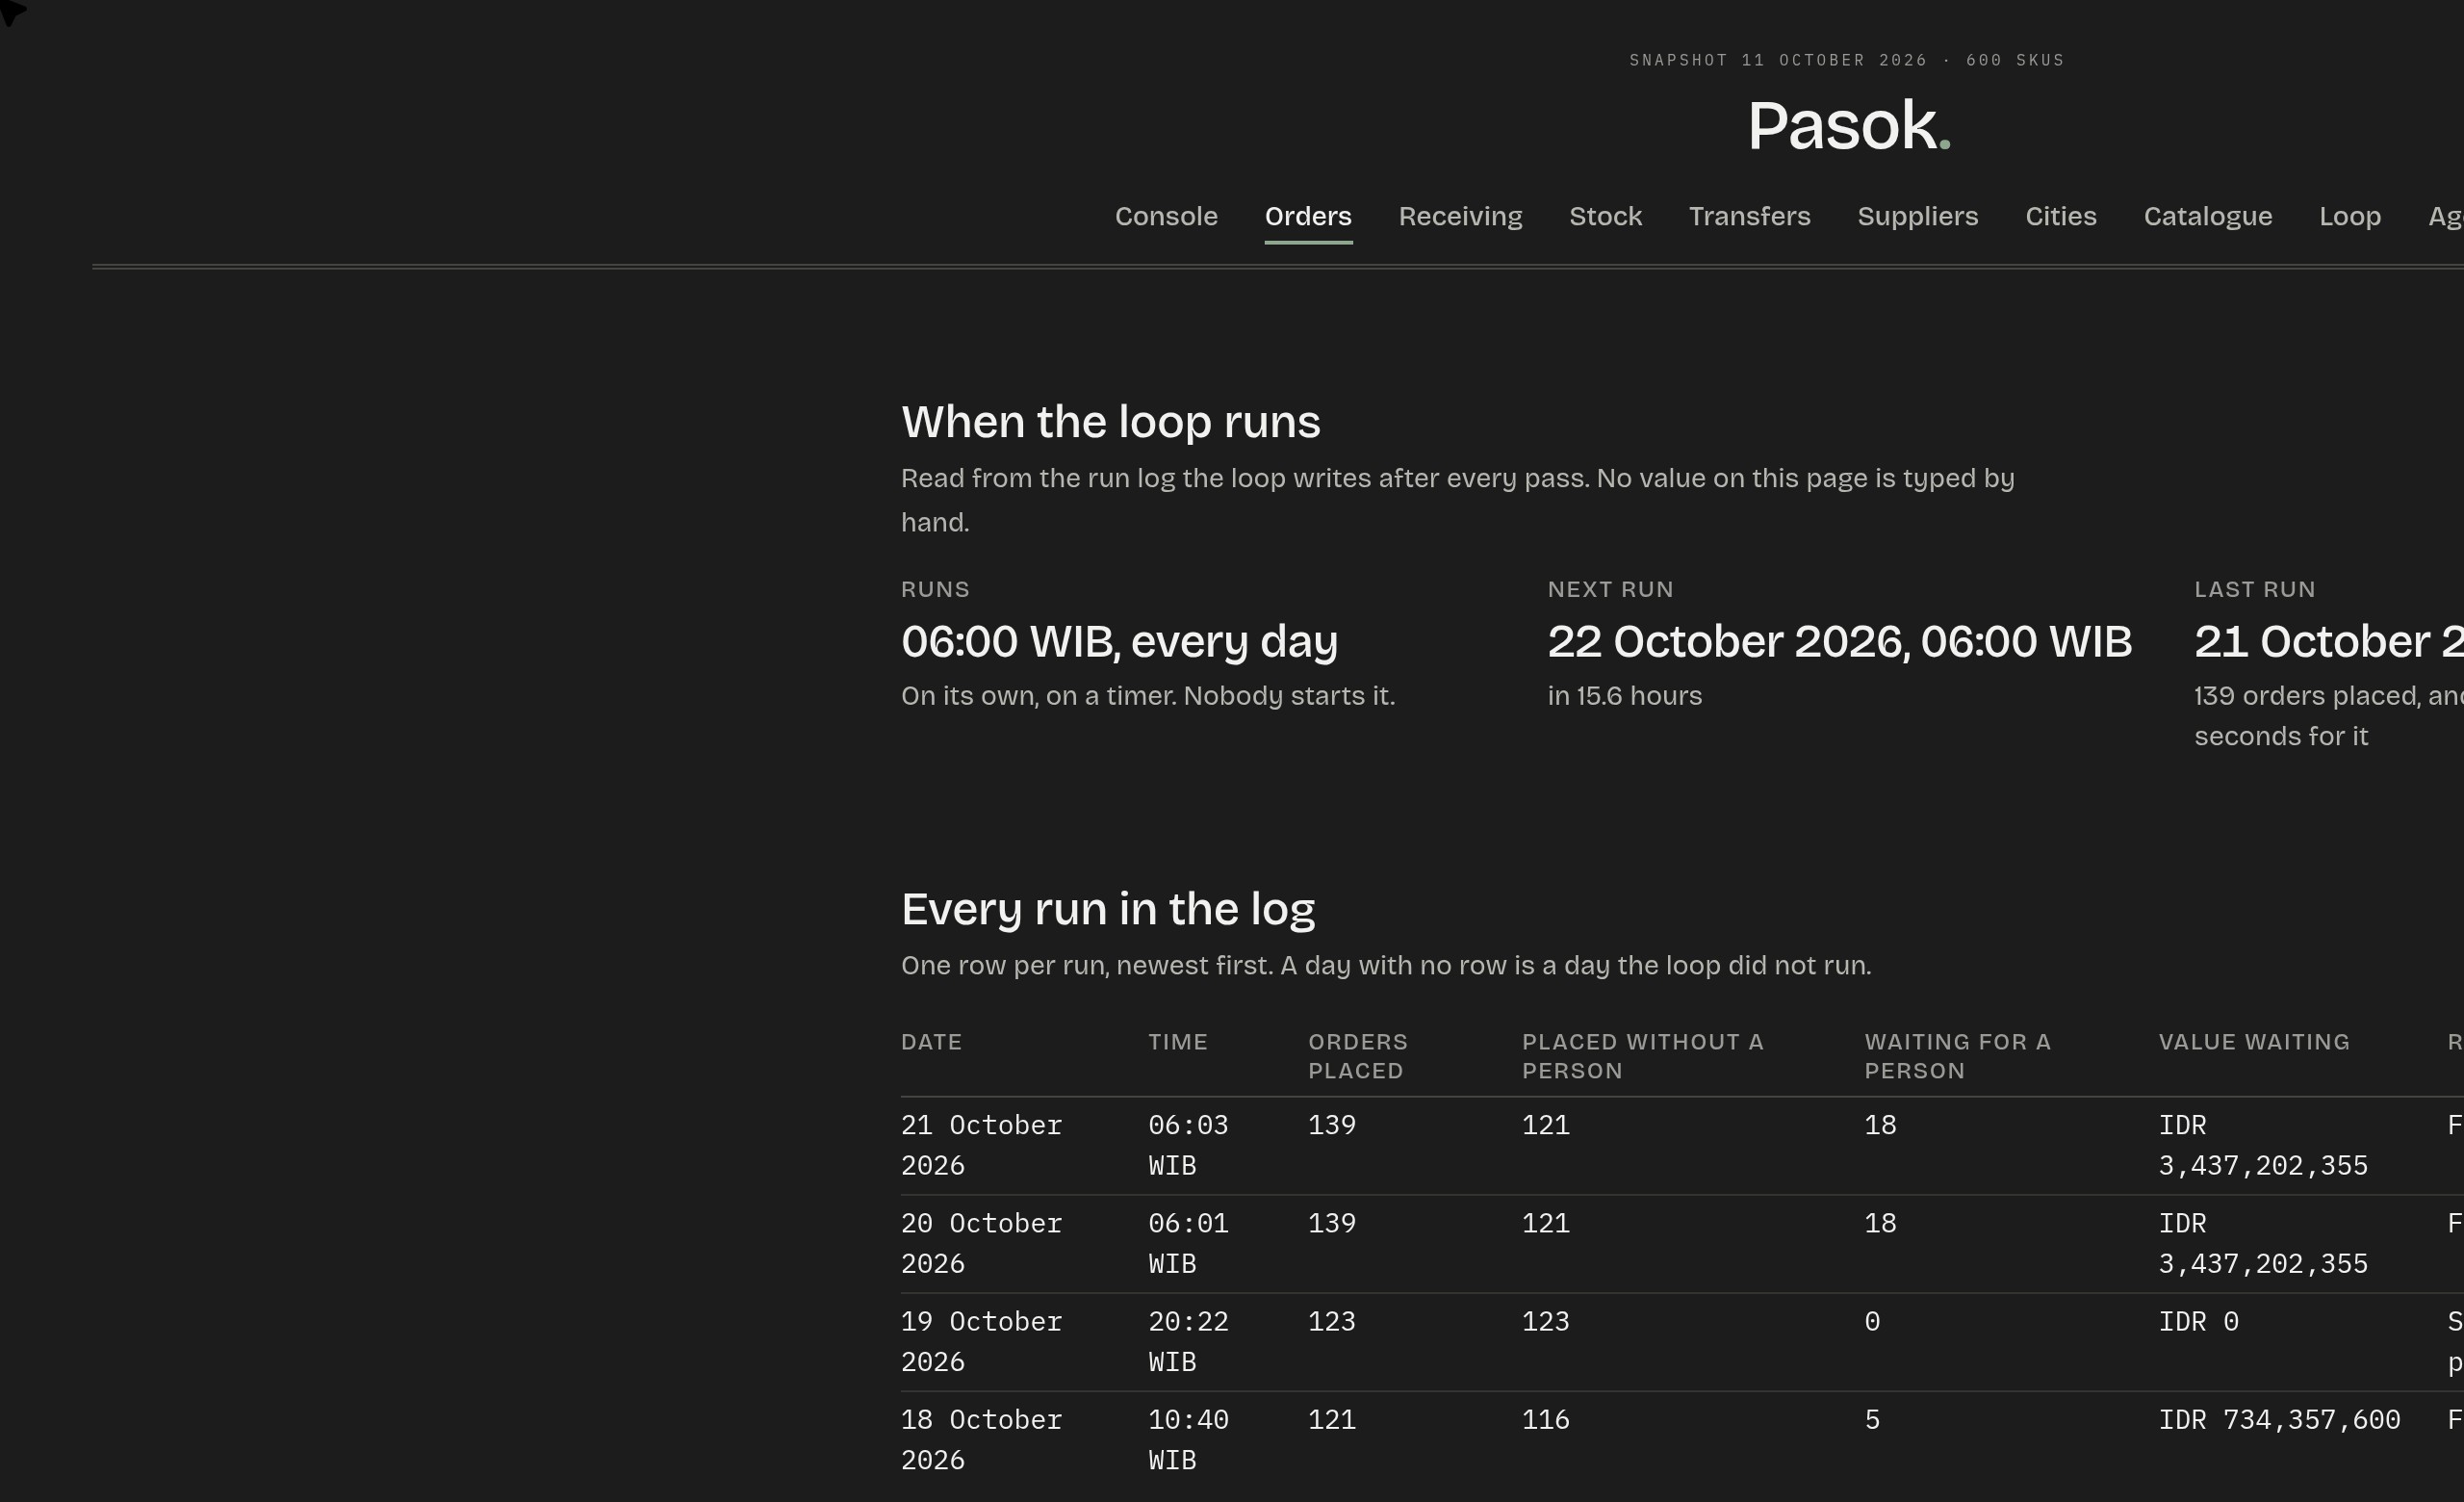 SNAPSHOT 11 OCTOBER 2026 · 600 SKUS
Pasok.
Console Orders Receiving Stock Transfers Suppliers Cities Catalogue Loop
When the loop runs
Read from the run log the loop writes after every pass. No value on this page is typed by
hand.
RUNS NEXT RUN LAST RUN
06:00 WIB, every day 22 October 2026, 06:00 WIB 21 October
On its own, on a timer. Nobody starts it. in 15.6 hours 139 orders placed,
seconds for it
Every run in the log
One row per run, newest first. A day with no row is a day the loop did not run.
DATE TIME ORDERS PLACED WITHOUT A WAITING FOR A VALUE WAITING
PLACED PERSON PERSON
21 October 06:03 139 121 18 IDR
2026 WIB 3,437,202,355
20 October 06:01 139 121 18 IDR
2026 WIB 3,437,202,355
19 October 20:22 123 123 0 IDR 0
2026 WIB
18 October 10:40 121 116 5 IDR 734,357,600
2026 WIB